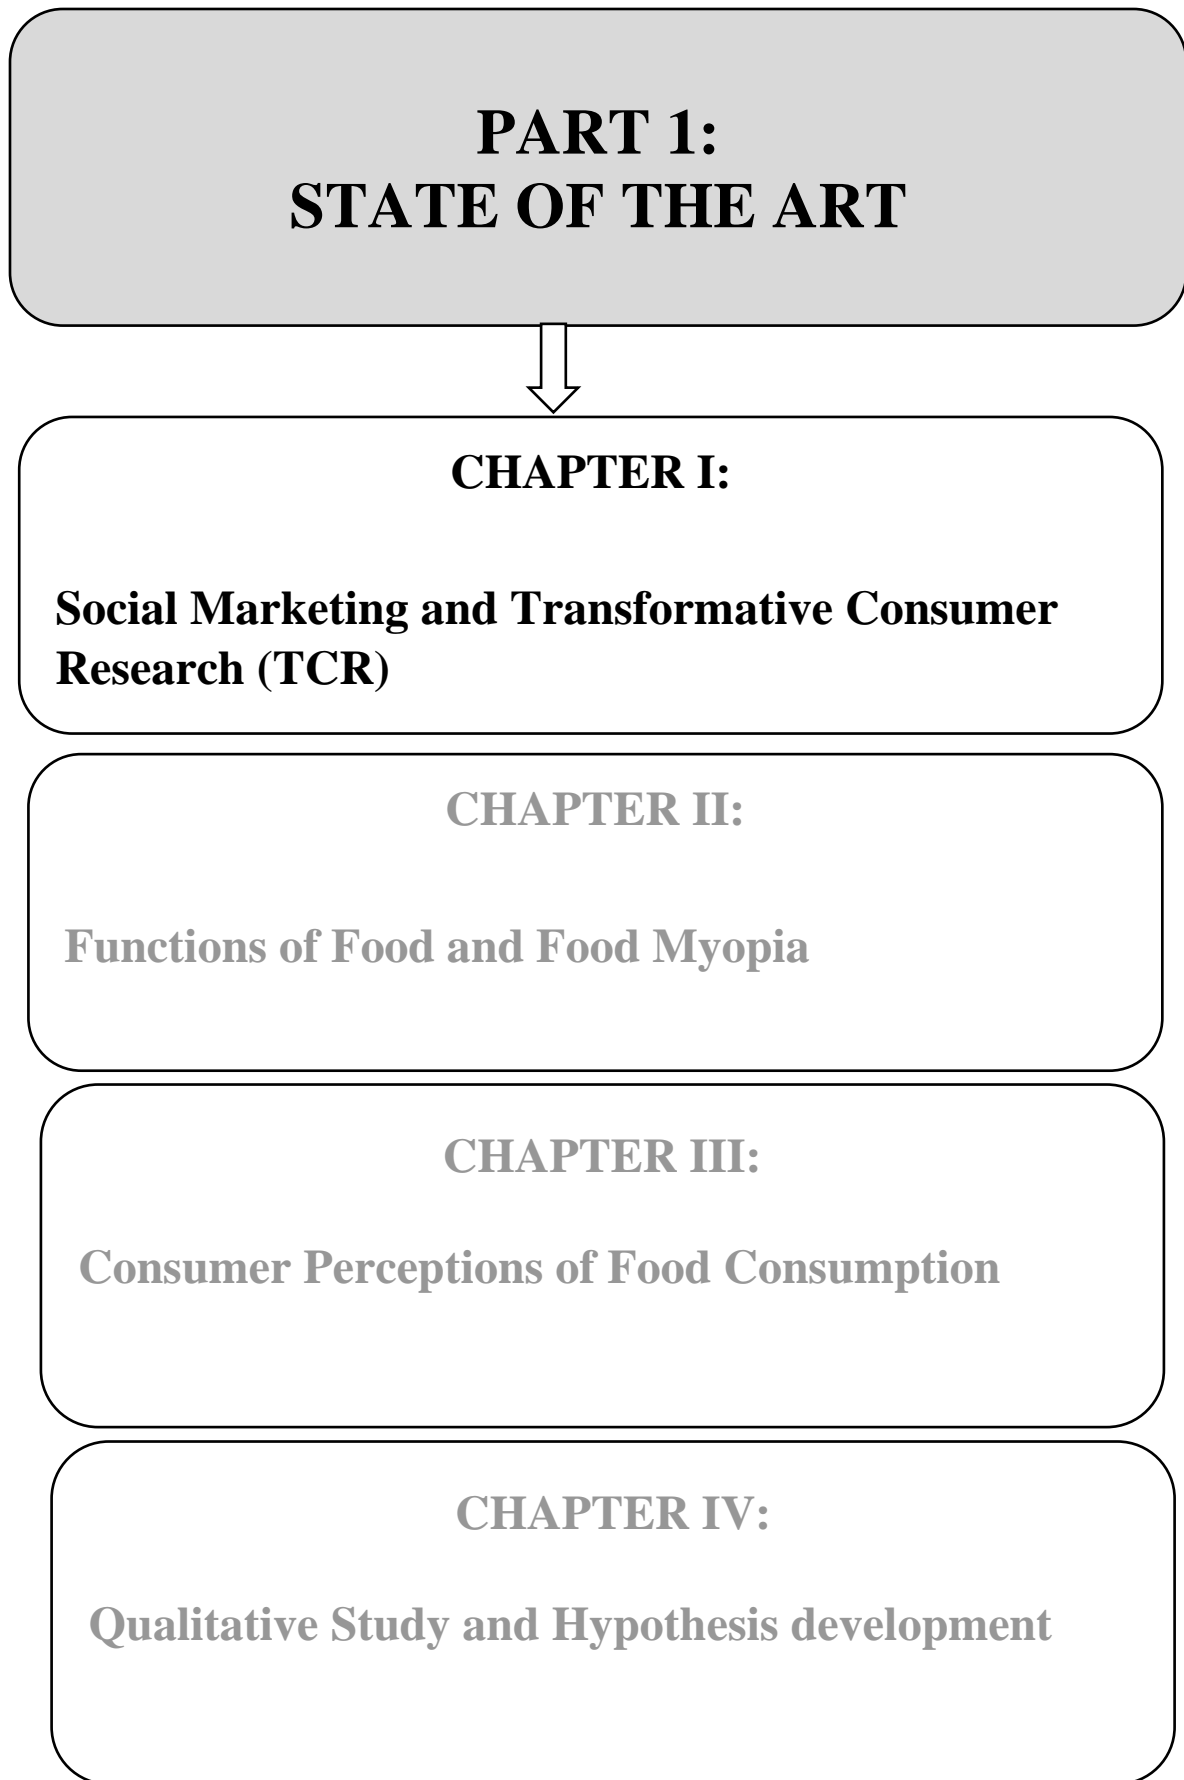 PART 1:
STATE OF THE ART
CHAPTER I:
Social Marketing and Transformative Consumer
Research (TCR)
CHAPTER II:
Functions of Food and Food Myopia
CHAPTER III:
Consumer Perceptions of Food Consumption
CHAPTER IV:
Qualitative Study and Hypothesis development